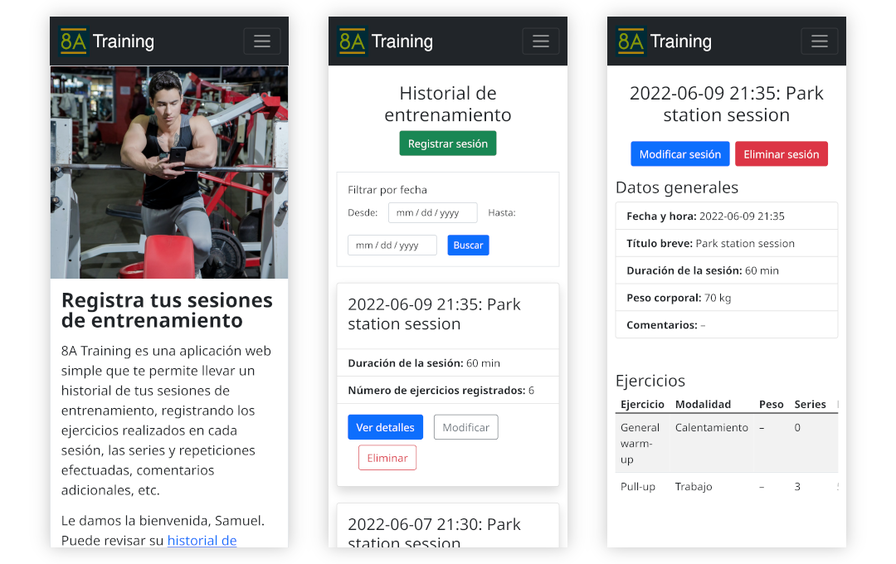 8A Training
Registra tus sesiones
de entrenamiento
8A Training es una aplicación web
simple que te permite llevar un
historial de tus sesiones de
entrenamiento, registrando los
ejercicios realizados en cada
sesión, las series y repeticiones
efectuadas, comentarios
adicionales, etc.
Le damos la bienvenida, Samuel.
Puede revisar su historial de
8A Training
Historial de
entrenamiento
Registrar sesión
Filtrar por fecha
Desde: mm / dd / yyyy Hasta:
mm / dd / yyyy Buscar
2022-06-09 21:35: Park
station session
Duración de la sesión: 60 min
Número de ejercicios registrados: 6
Ver detalles Modificar
Eliminar
2022-06-07 21:30: Park
station session
8A Training
2022-06-09 21:35: Park
station session
Modificar sesión Eliminar sesión
Datos generales
Fecha y hora: 2022-06-09 21:35
Título breve: Park station session
Duración de la sesión: 60 min
Peso corporal: 70 kg
Comentarios: –
Ejercicios
Ejercicio Modalidad Peso Series
General Calentamiento – 0
warm-
up
Pull-up Trabajo – 3